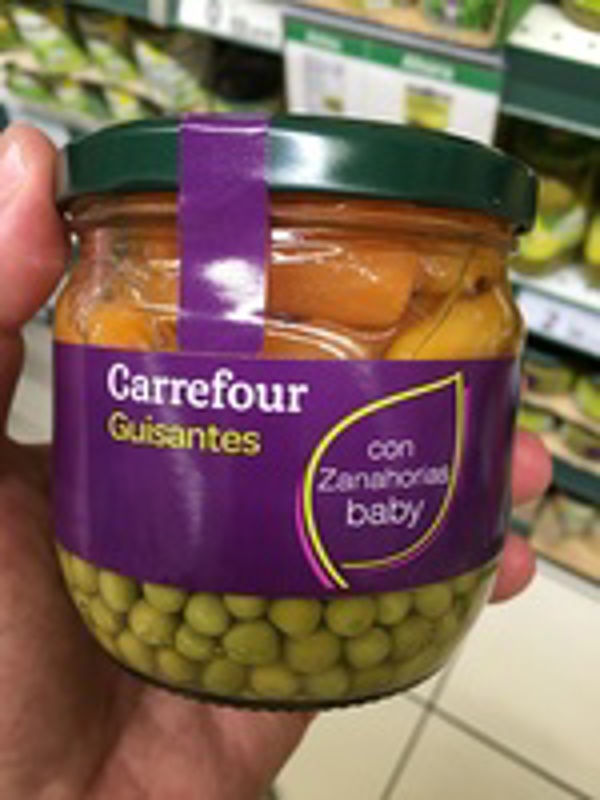 Carrefour
Guisantes
con
Zanahorias
baby